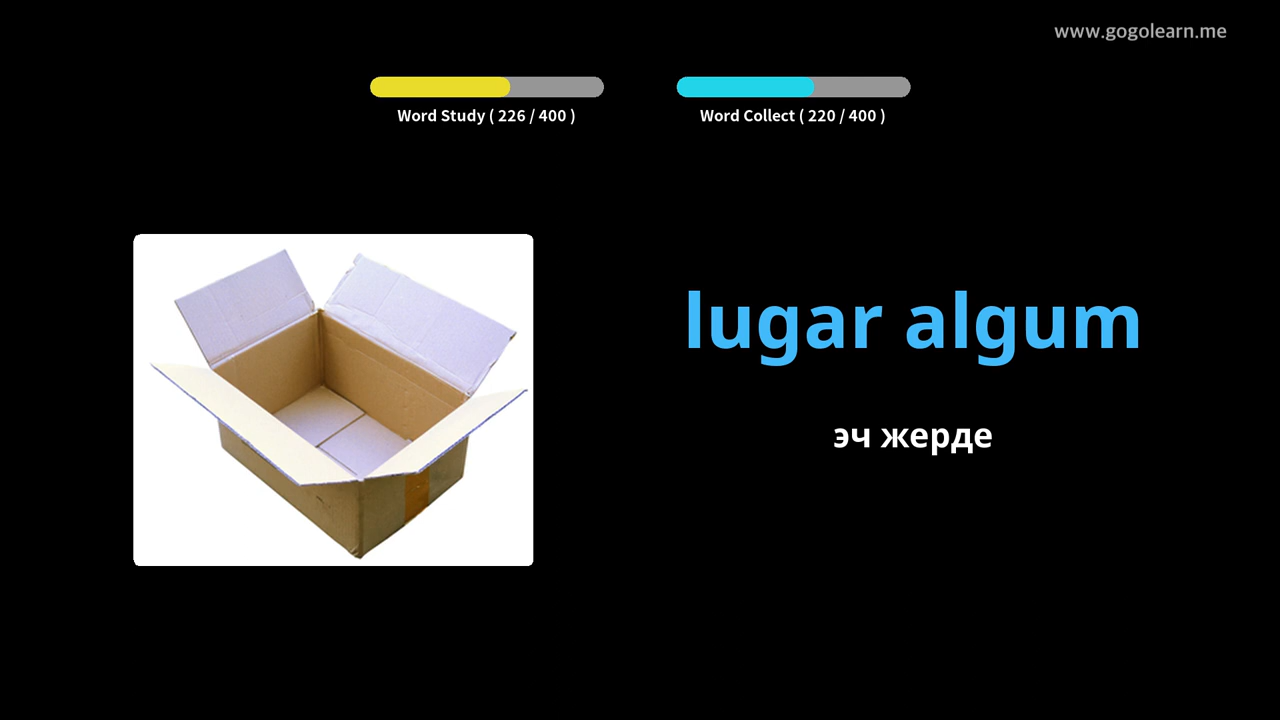 www.gogolearn.me
Word Study ( 226 / 400 )
Word Collect ( 220 / 400 )
lugar algum
эч жерде